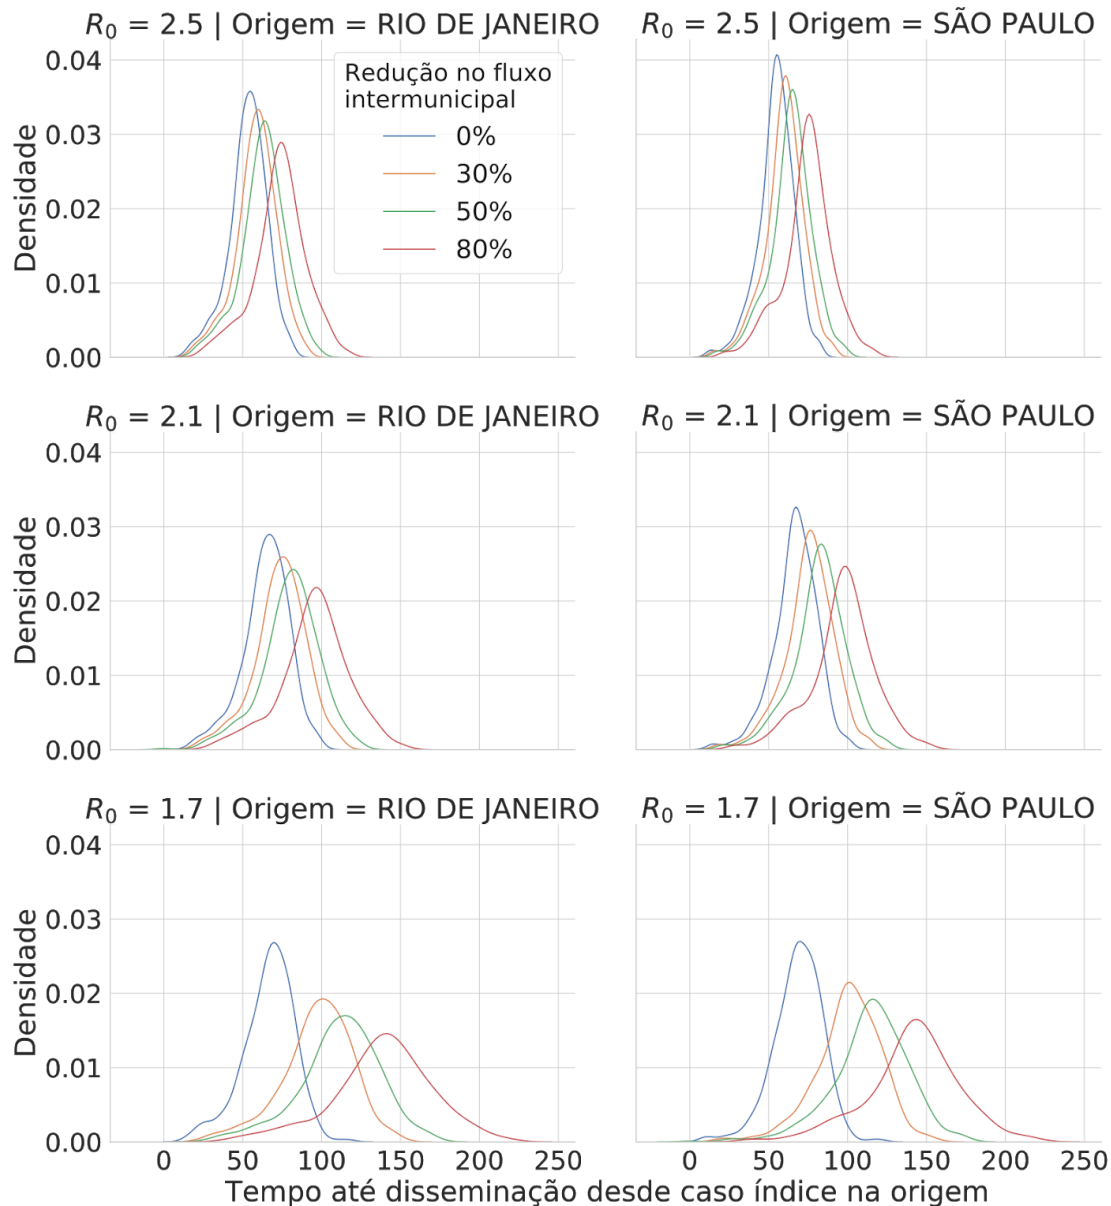 R₀ = 2.5 | Origem = RIO DE JANEIRO
R₀ = 2.5 | Origem = SÃO PAULO
Densidade
0.04
0.03
0.02
0.01
0.00
Redução no fluxo
intermunicipal
0%
30%
50%
80%
R₀ = 2.1 | Origem = RIO DE JANEIRO
R₀ = 2.1 | Origem = SÃO PAULO
Densidade
0.04
0.03
0.02
0.01
0.00
R₀ = 1.7 | Origem = RIO DE JANEIRO
R₀ = 1.7 | Origem = SÃO PAULO
Densidade
0.04
0.03
0.02
0.01
0.00
0 50 100 150 200 250
0 50 100 150 200 250
Tempo até disseminação desde caso índice na origem